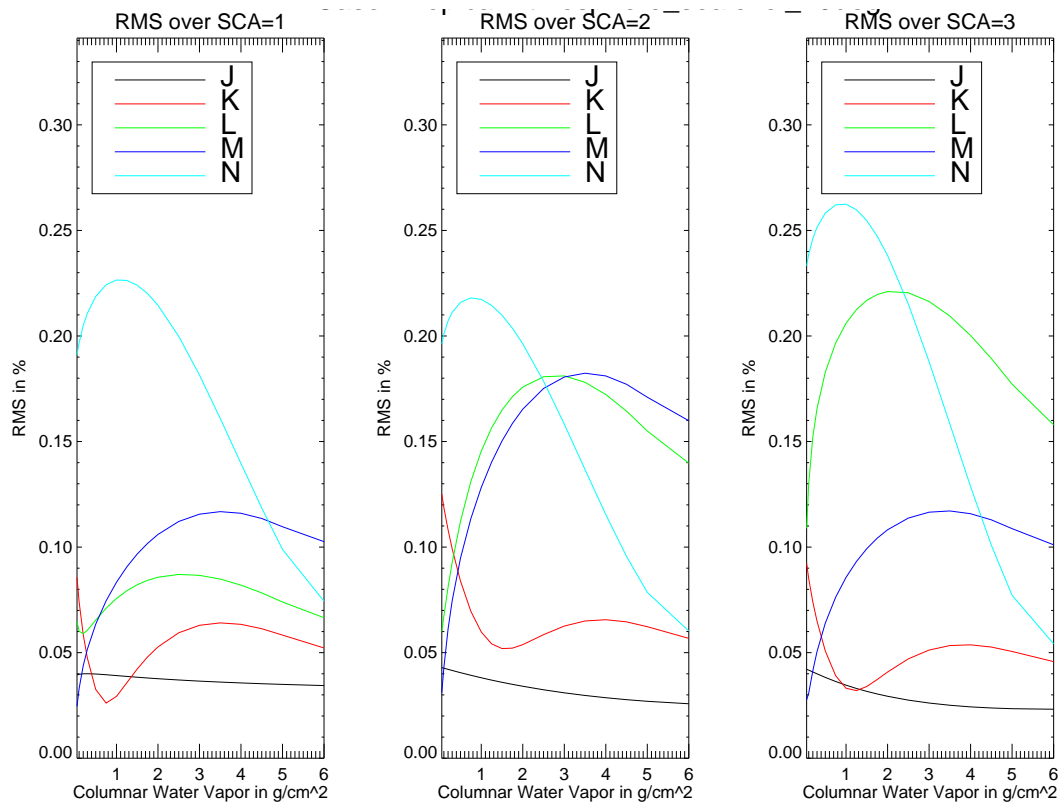 RMS over SCA=1
J
K
L
M
N
0.30
0.25
0.20
0.15
0.10
0.05
0.00
RMS in %
1 2 3 4 5 6
Columnar Water Vapor in g/cm^2
RMS over SCA=2
J
K
L
M
N
0.30
0.25
0.20
0.15
0.10
0.05
0.00
RMS in %
1 2 3 4 5 6
Columnar Water Vapor in g/cm^2
RMS over SCA=3
J
K
L
M
N
0.30
0.25
0.20
0.15
0.10
0.05
0.00
RMS in %
1 2 3 4 5 6
Columnar Water Vapor in g/cm^2